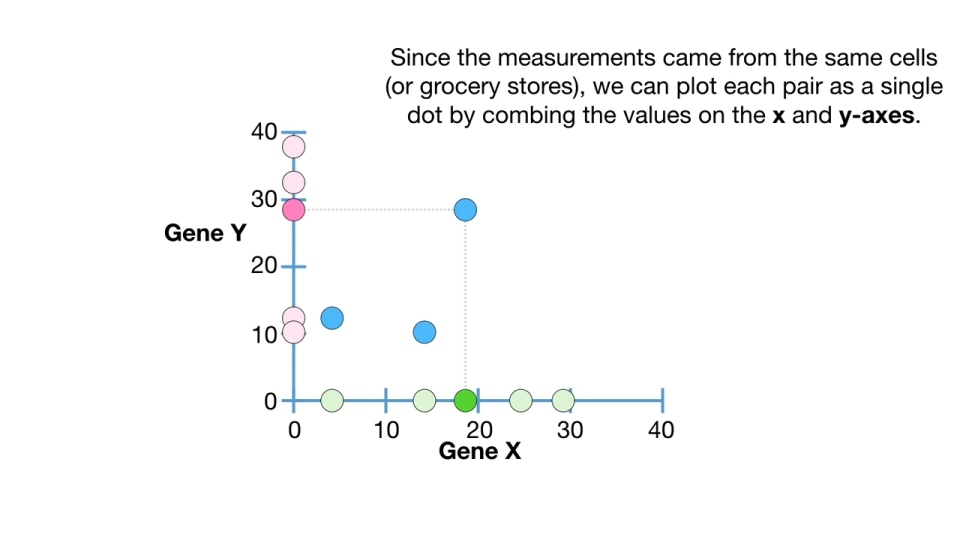 Since the measurements came from the same cells
(or grocery stores), we can plot each pair as a single
dot by combing the values on the x and y-axes.
40
30
Gene Y
20
10
0
0 10 20 30 40
Gene X